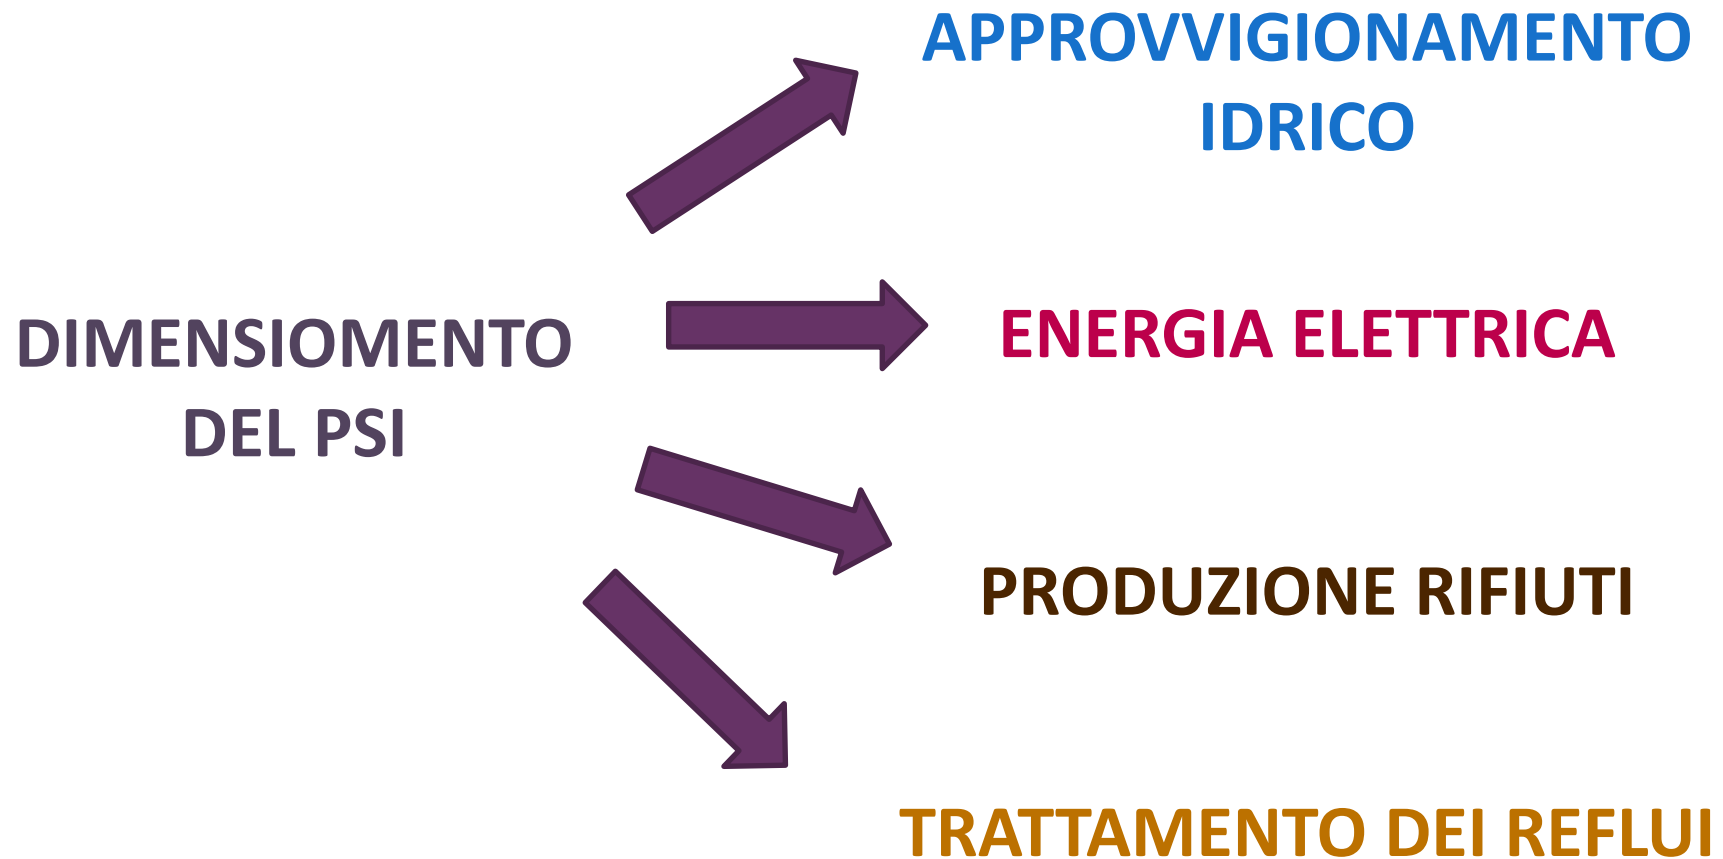 APPROVVIGIONAMENTO
IDRICO
DIMENSIOMENTO
DEL PSI
ENERGIA ELETTRICA
PRODUZIONE RIFIUTI
TRATTAMENTO DEI REFLUI